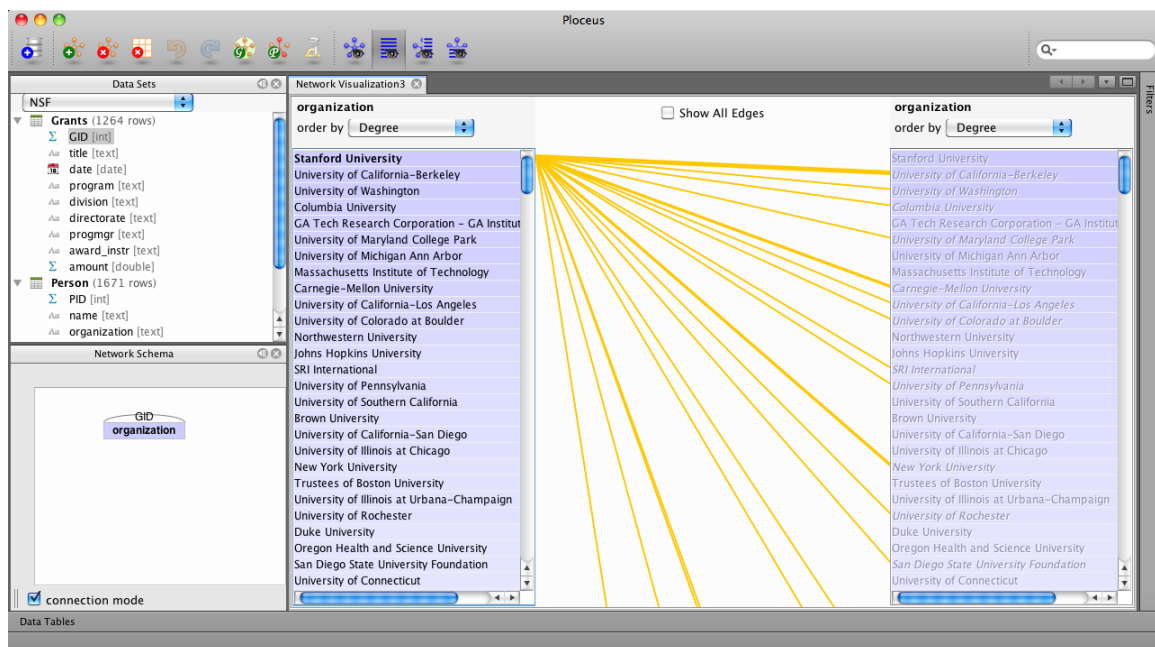 Ploceus
Data Sets
NSF
Grants (1264 rows)
Σ GID [int]
Aa title [text]
date [date]
Aa program [text]
Aa division [text]
Aa directorate [text]
Aa progmgr [text]
Aa award_instr [text]
Σ amount [double]
Person (1671 rows)
Σ PID [int]
Aa name [text]
Aa organization [text]
Network Schema
GID
organization
connection mode
Network Visualization3
organization
order by Degree
Stanford University
University of California-Berkeley
University of Washington
Columbia University
GA Tech Research Corporation - GA Institut
University of Maryland College Park
University of Michigan Ann Arbor
Massachusetts Institute of Technology
Carnegie-Mellon University
University of California-Los Angeles
University of Colorado at Boulder
Northwestern University
Johns Hopkins University
SRI International
University of Pennsylvania
University of Southern California
Brown University
University of California-San Diego
University of Illinois at Chicago
New York University
Trustees of Boston University
University of Illinois at Urbana-Champaign
University of Rochester
Duke University
Oregon Health and Science University
San Diego State University Foundation
University of Connecticut
Show All Edges
organization
order by Degree
Stanford University
University of California-Berkeley
University of Washington
Columbia University
GA Tech Research Corporation - GA Institut
University of Maryland College Park
University of Michigan Ann Arbor
Massachusetts Institute of Technology
Carnegie-Mellon University
University of California-Los Angeles
University of Colorado at Boulder
Northwestern University
Johns Hopkins University
SRI International
University of Pennsylvania
University of Southern California
Brown University
University of California-San Diego
University of Illinois at Chicago
New York University
Trustees of Boston University
University of Illinois at Urbana-Champaign
University of Rochester
Duke University
Oregon Health and Science University
San Diego State University Foundation
University of Connecticut
Filters
Data Tables